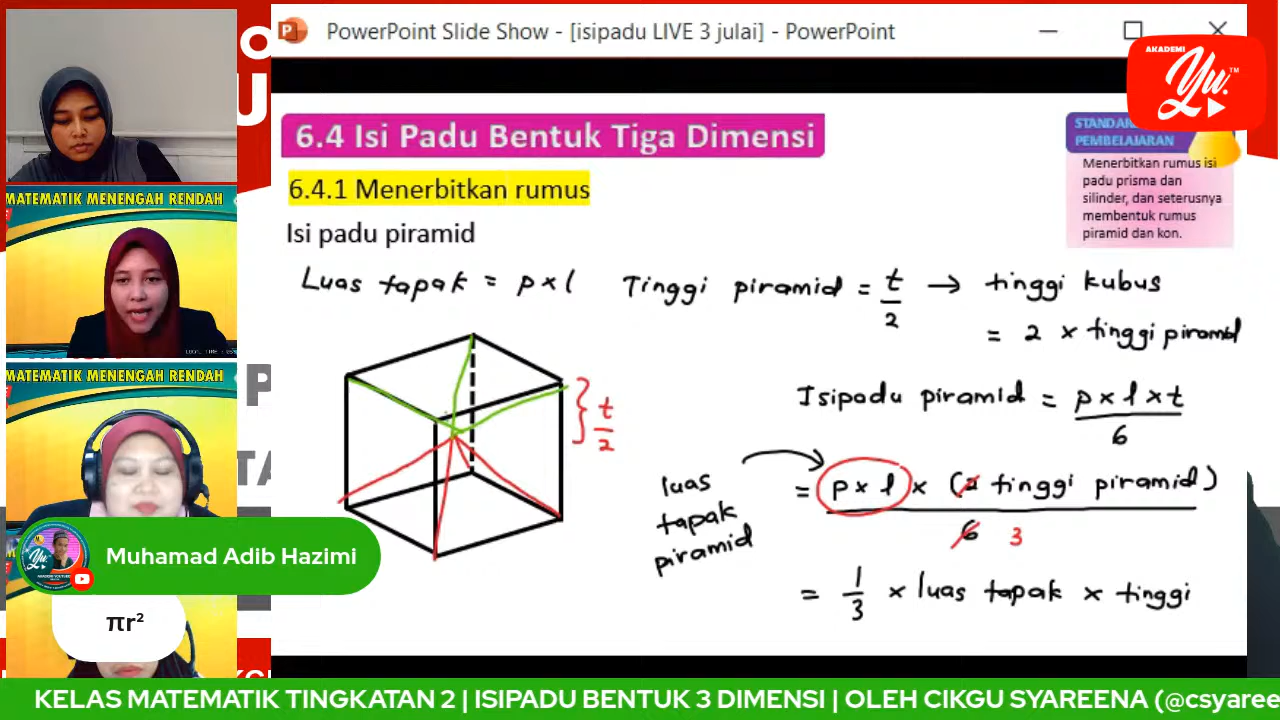 PowerPoint Slide Show - [isipadu LIVE 3 julai] - PowerPoint
AKADEMI
Yu.
TM
6.4 Isi Padu Bentuk Tiga Dimensi
STANDAR
PEMBELAJARAN
Menerbitkan rumus isi
padu prisma dan
silinder, dan seterusnya
membentuk rumus
piramid dan kon.
6.4.1 Menerbitkan rumus
Isi padu piramid
Luas tapak = p × l
Tinggi piramid = t/2 → tinggi kubus
= 2 × tinggi piramid
t/2
Isipadu piramid = p × l × t / 6
luas
tapak
piramid
= p × l × (2 tinggi piramid) / 6 3
= 1/3 × luas tapak × tinggi
MATEMATIK MENENGAH RENDAH
MATEMATIK MENENGAH RENDAH
Muhamad Adib Hazimi
πr²
KELAS MATEMATIK TINGKATAN 2 | ISIPADU BENTUK 3 DIMENSI | OLEH CIKGU SYAREENA (@csyaree